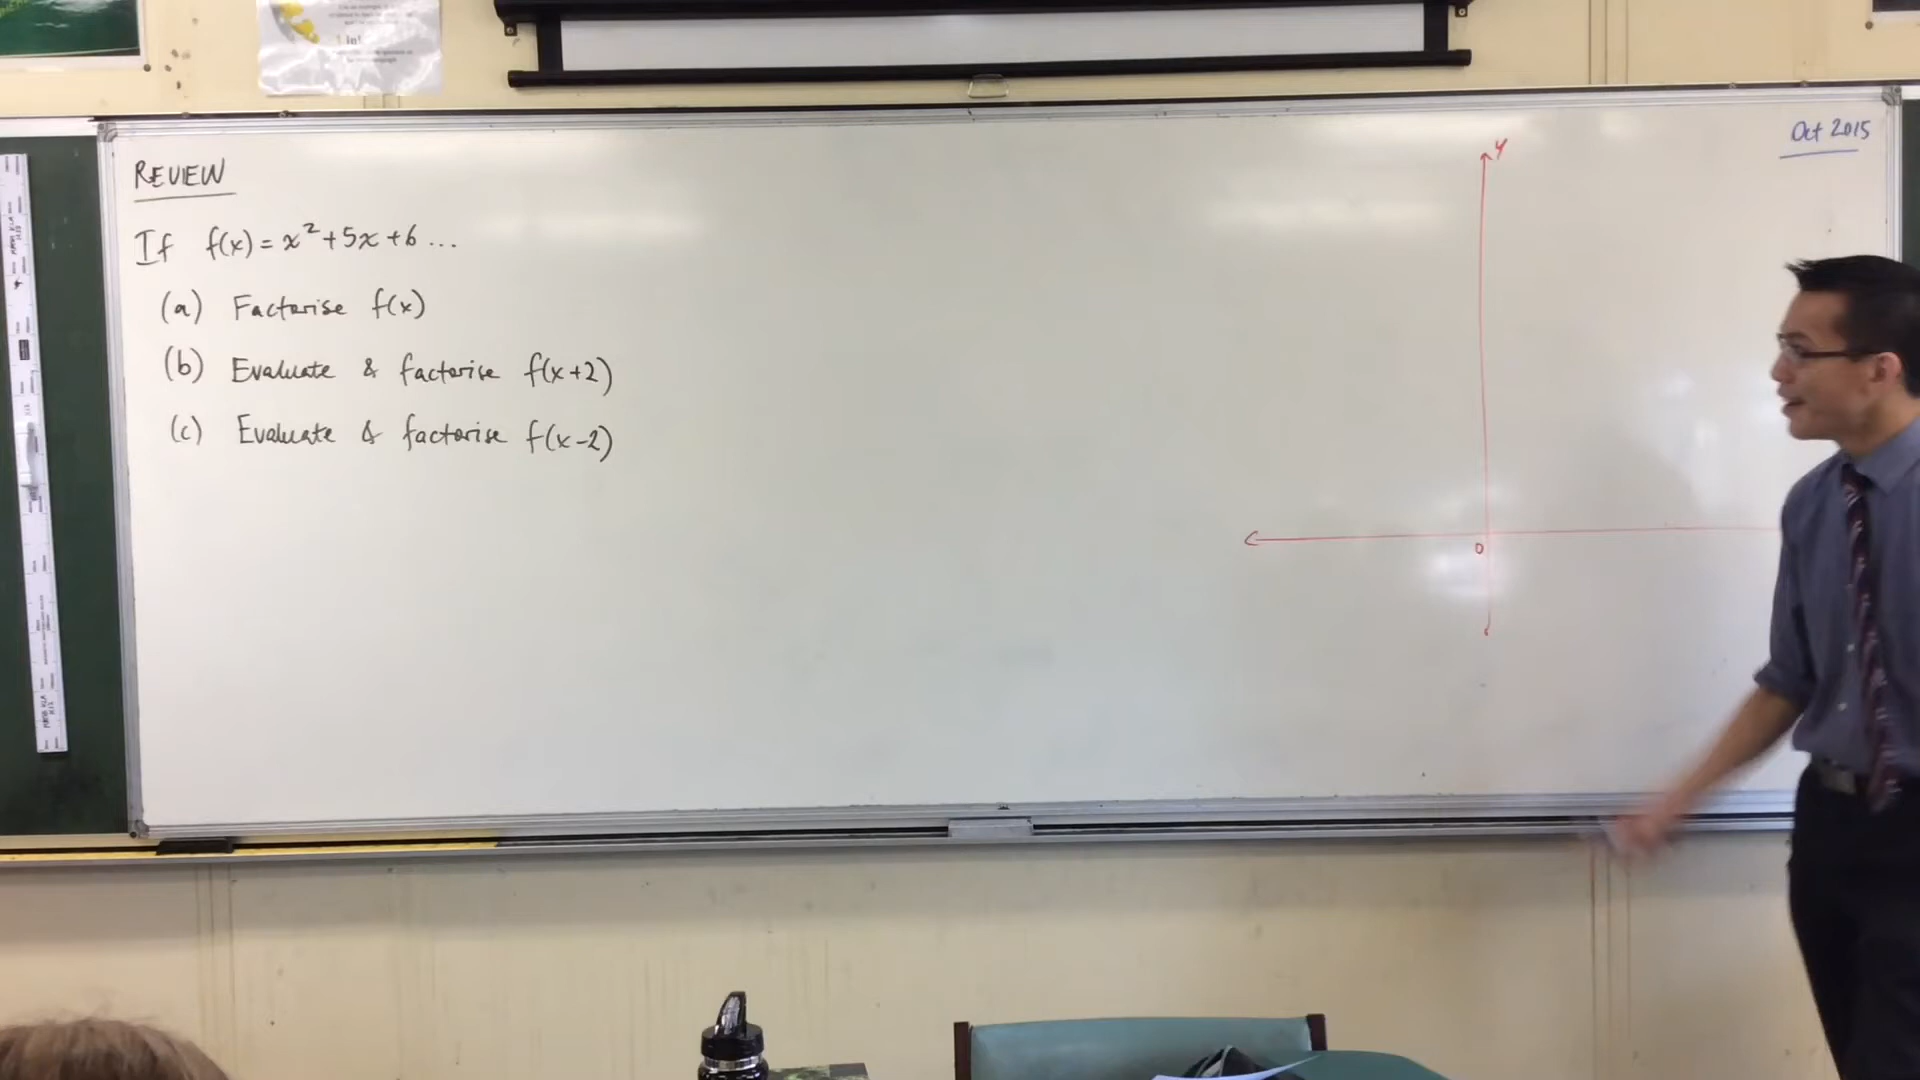 REVIEW
If f(x) = x² + 5x + 6 ...
(a) Factorise f(x)
(b) Evaluate & factorise f(x+2)
(c) Evaluate & factorise f(x-2)
y
0
Oct 2015